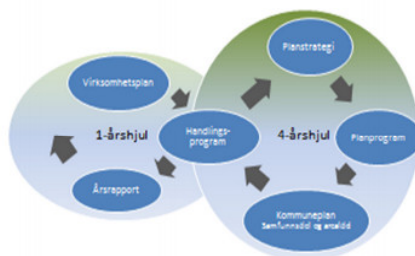 Planstrategi
Virksomhetsplan
1-årshjul
Handlings-
program
4-årshjul
Planprogram
Årsrapport
Kommuneplan
Samfunnsdel og arealdel